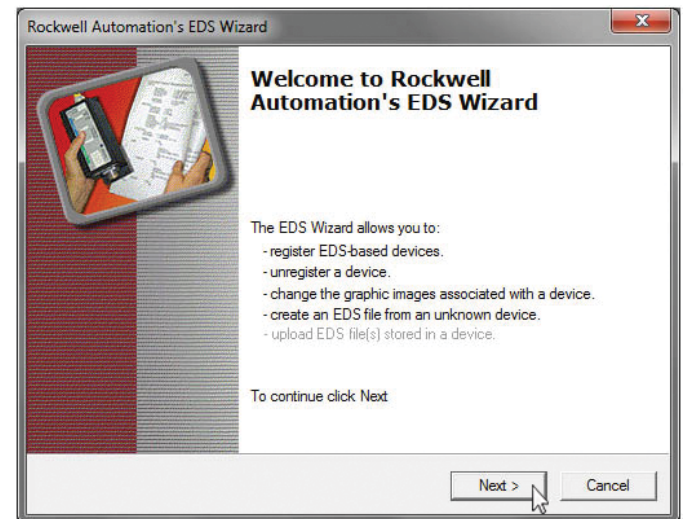 Rockwell Automation's EDS Wizard
Welcome to Rockwell
Automation's EDS Wizard
The EDS Wizard allows you to:
- register EDS-based devices.
- unregister a device.
- change the graphic images associated with a device.
- create an EDS file from an unknown device.
- upload EDS file(s) stored in a device.
To continue click Next
Next >
Cancel